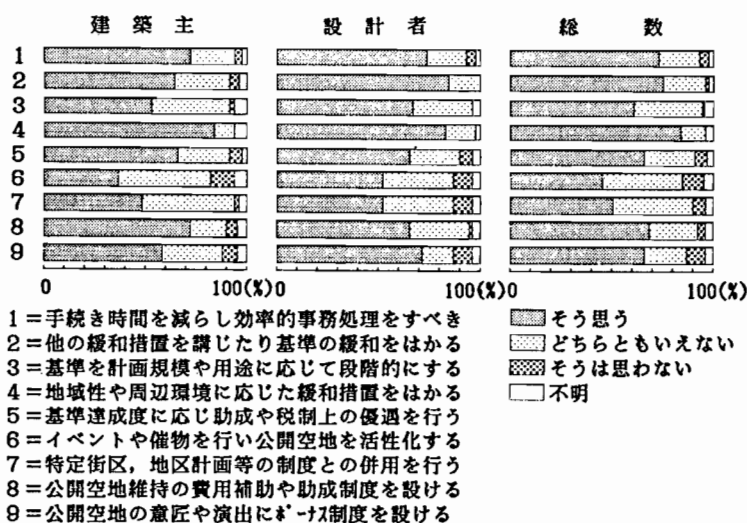 建築主 設計者 総数
1
2
3
4
5
6
7
8
9
0 100(%) 0 100(%) 0 100(%)
1＝手続き時間を減らし効率的事務処理をすべき
2＝他の緩和措置を講じたり基準の緩和をはかる
3＝基準を計画規模や用途に応じて段階的にする
4＝地域性や周辺環境に応じた緩和措置をはかる
5＝基準達成度に応じ助成や税制上の優遇を行う
6＝イベントや催物を行い公開空地を活性化する
7＝特定街区，地区計画等の制度との併用を行う
8＝公開空地維持の費用補助や助成制度を設ける
9＝公開空地の意匠や演出にﾎﾞｰﾅｽ制度を設ける
そう思う
どちらともいえない
そうは思わない
不明